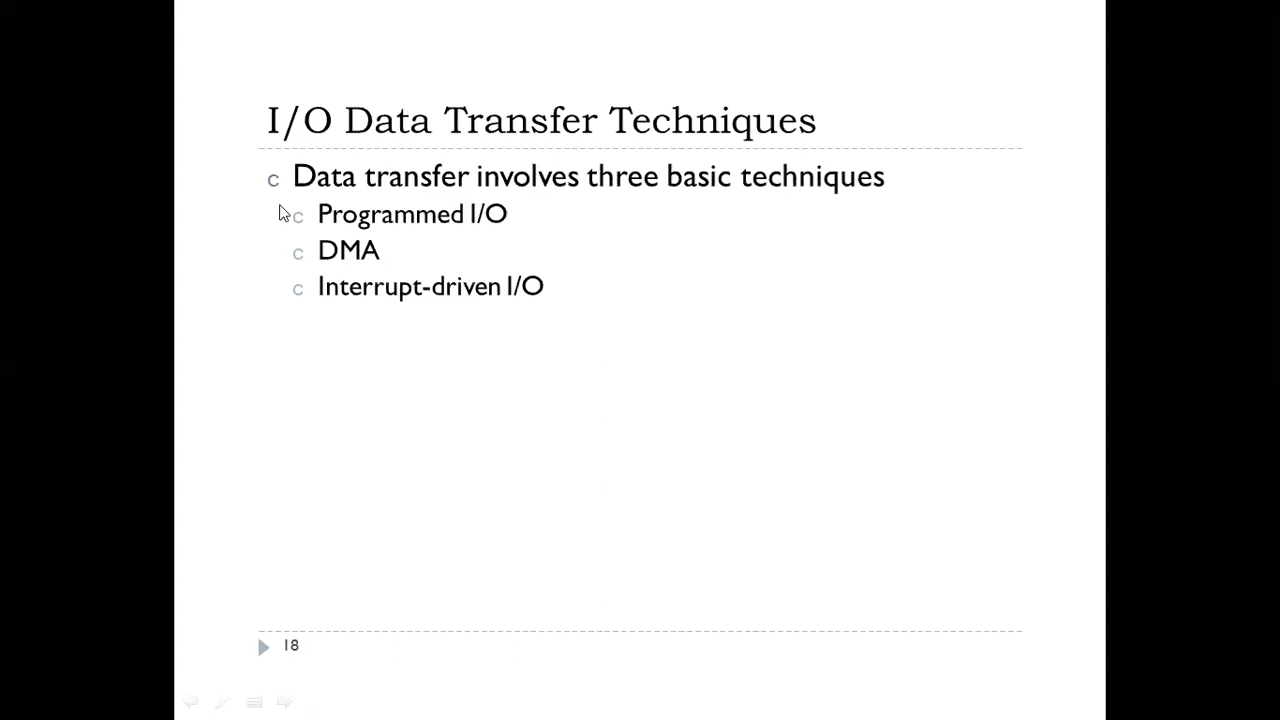 I/O Data Transfer Techniques
c Data transfer involves three basic techniques
c Programmed I/O
c DMA
c Interrupt-driven I/O
18